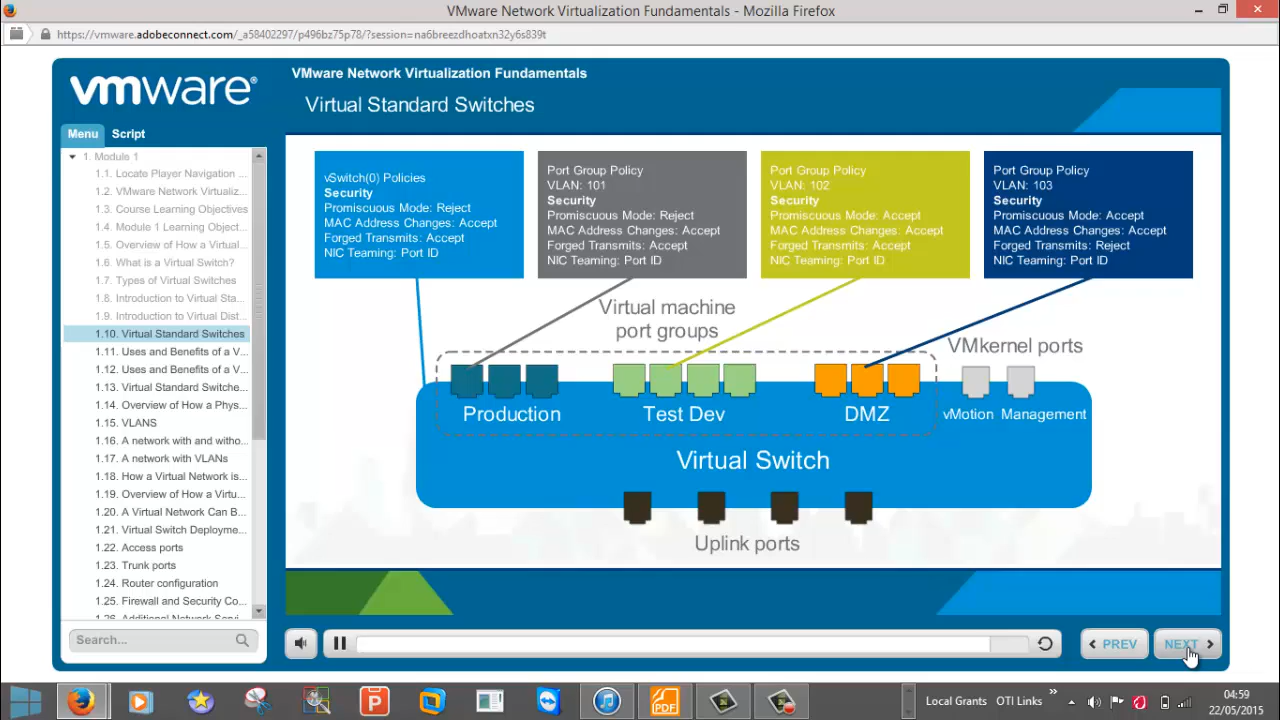 VMware Network Virtualization Fundamentals - Mozilla Firefox
https://vmware.adobeconnect.com/_a58402297/p496bz75p78/?session=na6breezdhoatxn32y6s839t
vmware®
VMware Network Virtualization Fundamentals
Virtual Standard Switches
Menu
Script
1. Module 1
1.1. Locate Player Navigation ...
1.2. VMware Network Virtualiz...
1.3. Course Learning Objectives
1.4. Module 1 Learning Object...
1.5. Overview of How a Virtual...
1.6. What is a Virtual Switch?
1.7. Types of Virtual Switches
1.8. Introduction to Virtual Sta...
1.9. Introduction to Virtual Dist...
1.10. Virtual Standard Switches
1.11. Uses and Benefits of a V...
1.12. Uses and Benefits of a V...
1.13. Virtual Standard Switche...
1.14. Overview of How a Phys...
1.15. VLANS
1.16. A network with and witho...
1.17. A network with VLANs
1.18. How a Virtual Network is...
1.19. Overview of How a Virtu...
1.20. A Virtual Network Can B...
1.21. Virtual Switch Deployme...
1.22. Access ports
1.23. Trunk ports
1.24. Router configuration
1.25. Firewall and Security Co...
1.26. Additional Network Servi...
Search...
vSwitch(0) Policies
Security
Promiscuous Mode: Reject
MAC Address Changes: Accept
Forged Transmits: Accept
NIC Teaming: Port ID
Port Group Policy
VLAN: 101
Security
Promiscuous Mode: Reject
MAC Address Changes: Accept
Forged Transmits: Accept
NIC Teaming: Port ID
Port Group Policy
VLAN: 102
Security
Promiscuous Mode: Accept
MAC Address Changes: Accept
Forged Transmits: Accept
NIC Teaming: Port ID
Port Group Policy
VLAN: 103
Security
Promiscuous Mode: Accept
MAC Address Changes: Accept
Forged Transmits: Reject
NIC Teaming: Port ID
Virtual machine
port groups
VMkernel ports
Production
Test Dev
DMZ
vMotion
Management
Virtual Switch
Uplink ports
PREV
NEXT
Local Grants
OTI Links
04:59
22/05/2015
PDF